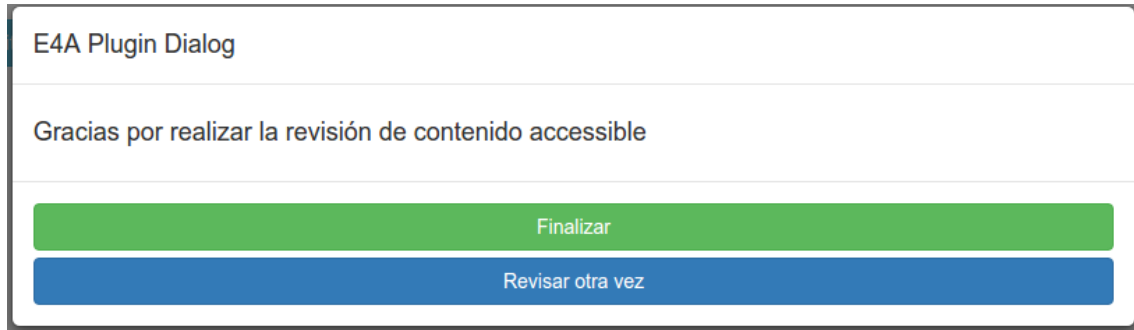 E4A Plugin Dialog
Gracias por realizar la revisión de contenido accessible
Finalizar
Revisar otra vez